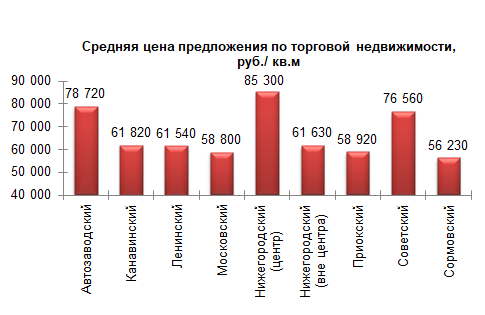 Средняя цена предложения по торговой недвижимости,
руб./ кв.м
90 000
80 000
70 000
60 000
50 000
40 000
78 720
61 820
61 540
58 800
85 300
61 630
58 920
76 560
56 230
Автозаводский
Канавинский
Ленинский
Московский
Нижегородский
(центр)
Нижегородский
(вне центра)
Приокский
Советский
Сормовский